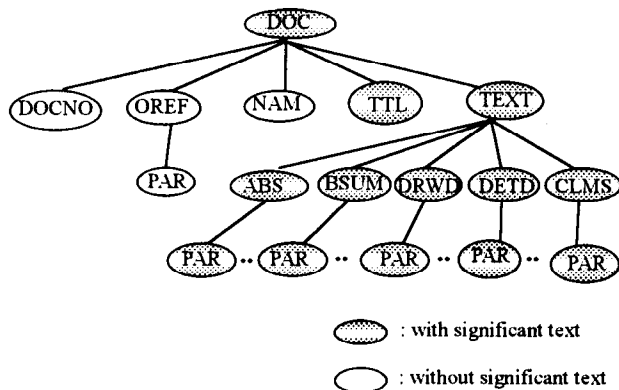 DOC
DOCNO OREF NAM TTL TEXT
PAR ABS BSUM DRWD DETD CLMS
PAR .. PAR .. PAR .. PAR .. PAR
: with significant text
: without significant text